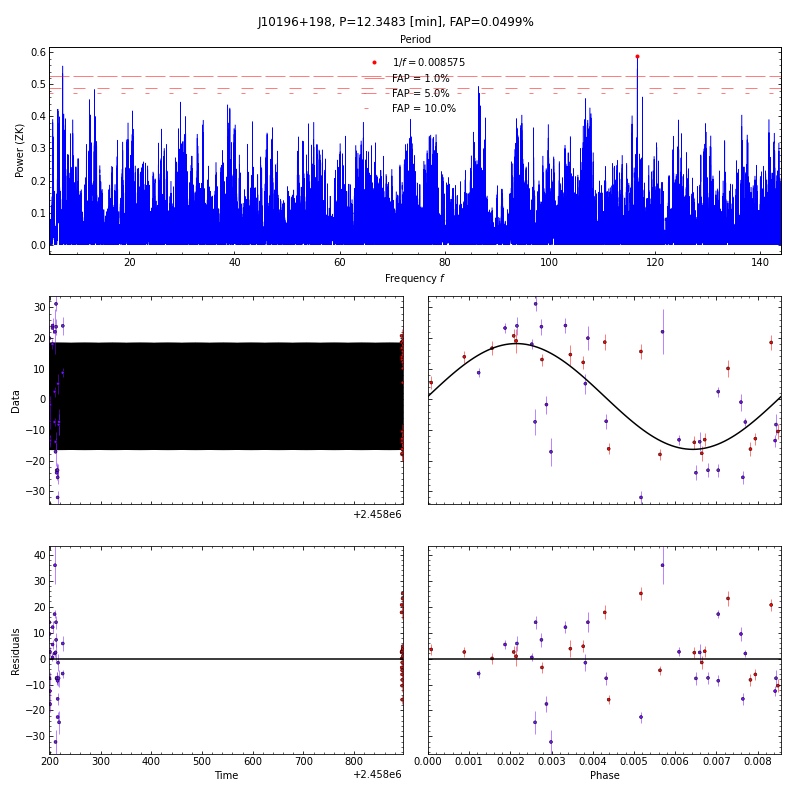 J10196+198, P=12.3483 [min], FAP=0.0499%
Period
1/f = 0.008575
FAP = 1.0%
FAP = 5.0%
FAP = 10.0%
Power (ZK)
0.6
0.5
0.4
0.3
0.2
0.1
0.0
20 40 60 80 100 120 140
Frequency f
Data
30
20
10
0
−10
−20
−30
+2.458e6
Residuals
40
30
20
10
0
−10
−20
−30
200 300 400 500 600 700 800
Time
+2.458e6
0.000 0.001 0.002 0.003 0.004 0.005 0.006 0.007 0.008
Phase